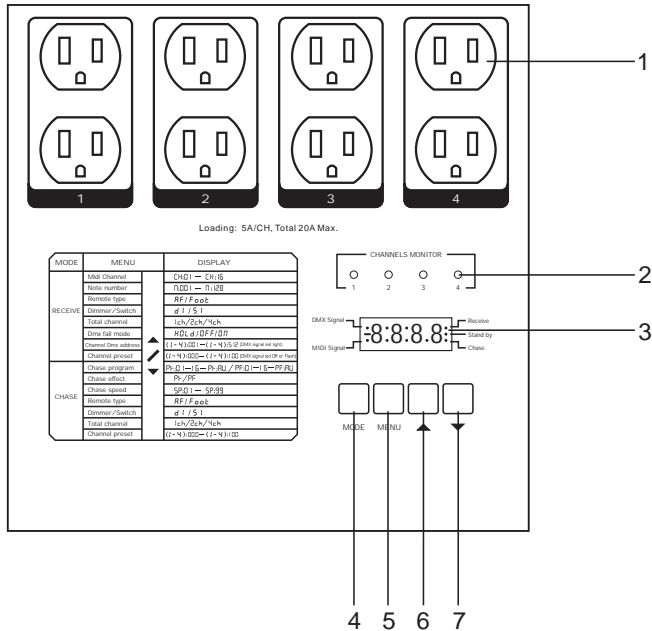 1
2
3
4
Loading: 5A/CH, Total 20A Max.
MODE MENU DISPLAY
RECEIVE
Midi Channel CH:01 — CH:16
Note number n:001 — n:128
Remote type RF/Foot
Dimmer/Switch d 1 / S 1
Total channel 1ch/2ch/4ch
Dmx fail mode HOLd/OFF/ON
Channel Dmx address (1-4):001—(1-4):512 (DMX signal led light)
Channel preset (1-4):000—(1-4):100 (DMX signal led Off or Flash)
CHASE
Chase program Pr:01—16—Pr:AU / PF:01—16—PF:AU
Chase effect Pr/PF
Chase speed SP:01 — SP:99
Remote type RF/Foot
Dimmer/Switch d 1 / S 1
Total channel 1ch/2ch/4ch
Channel preset (1-4):000—(1-4):100
CHANNELS MONITOR
1 2 3 4
DMX Signal
MIDI Signal
8.8.8.8.
Receive
Stand by
Chase
MODE MENU
1
2
3
4 5 6 7